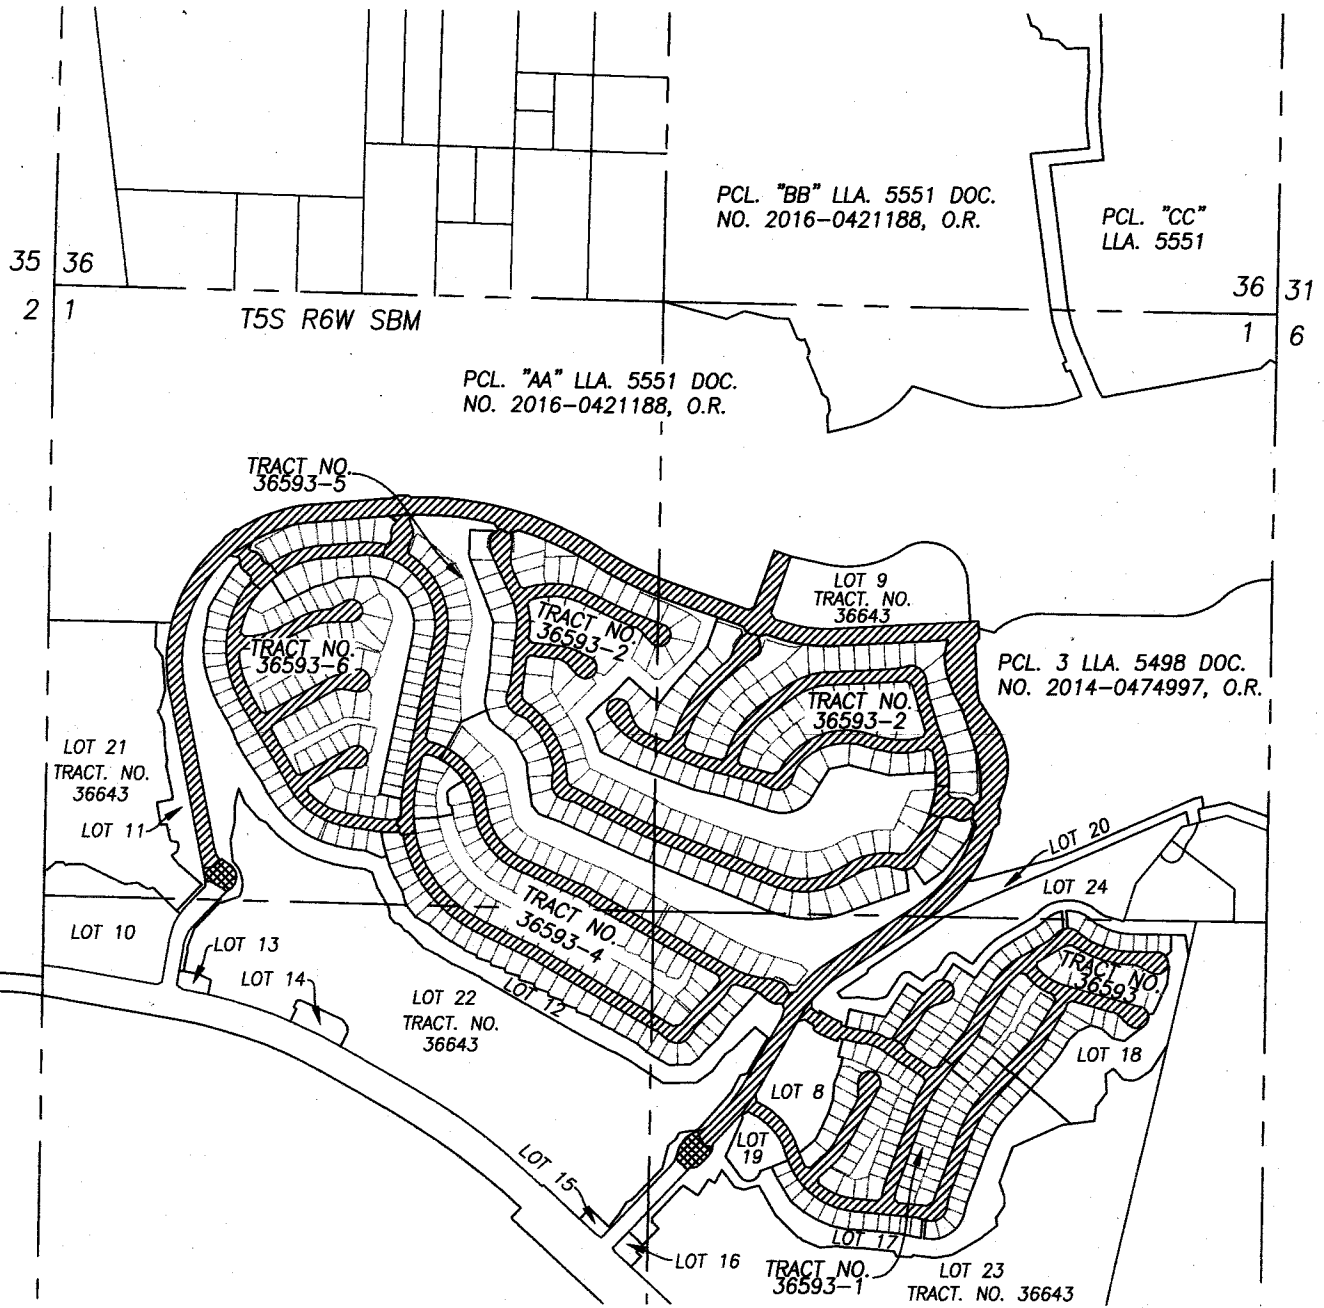 PCL. "BB" LLA. 5551 DOC.
NO. 2016-0421188, O.R.
PCL. "CC"
LLA. 5551
35
36
2
1
36
31
1
6
T5S R6W SBM
PCL. "AA" LLA. 5551 DOC.
NO. 2016-0421188, O.R.
TRACT NO.
36593-5
LOT 9
TRACT. NO.
36643
TRACT NO.
36593-2
TRACT NO.
36593-6
PCL. 3 LLA. 5498 DOC.
NO. 2014-0474997, O.R.
TRACT NO.
36593-2
LOT 21
TRACT. NO.
36643
LOT 11
LOT 20
LOT 24
TRACT NO.
36593-4
LOT 10
LOT 13
LOT 14
LOT 22
TRACT. NO.
36643
LOT 12
TRACT NO.
36593
LOT 18
LOT 8
LOT
19
LOT 15
LOT 16
LOT 17
TRACT NO.
36593-1
LOT 23
TRACT. NO. 36643